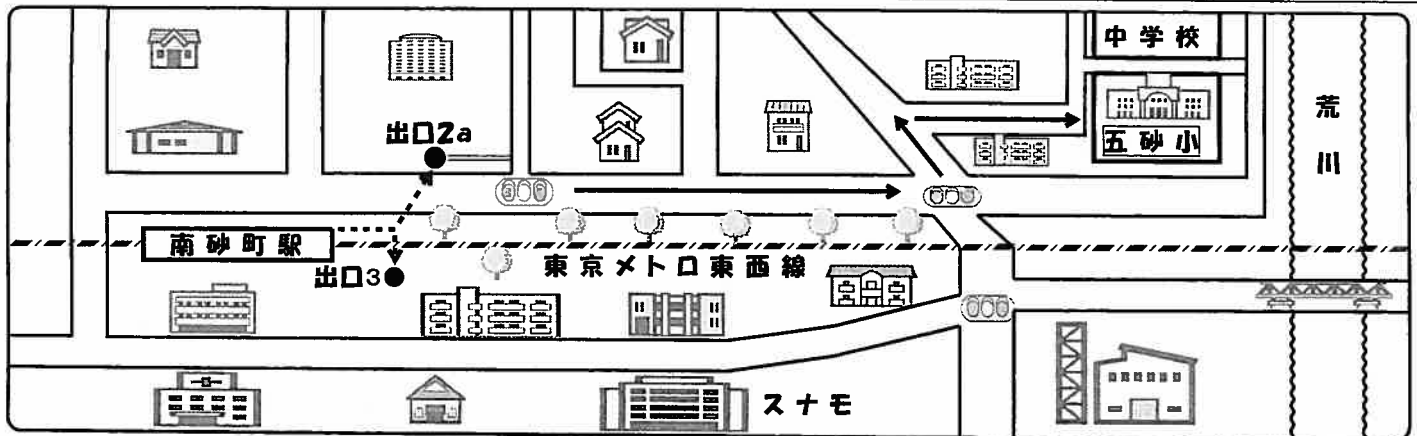 中学校
荒川
出口2a
五砂小
南砂町駅
東京メトロ東西線
出口3
スナモ